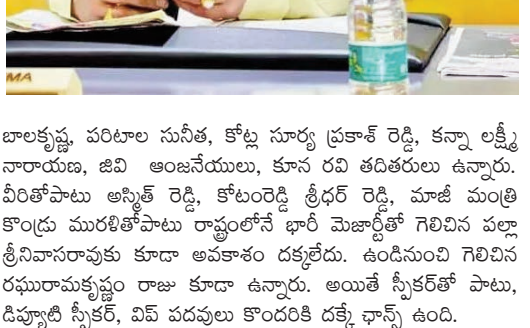 MA
బాలకృష్ణ, పరిటాల సునీత, కోట్ల సూర్య ప్రకాశ్ రెడ్డి, కన్నా లక్ష్మీ
నారాయణ, జివి ఆంజనేయులు, కూన రవి తదితరులు ఉన్నారు.
వీరితోపాటు అస్మిత్ రెడ్డి, కోటంరెడ్డి శ్రీధర్ రెడ్డి, మాజీ మంత్రి
కొండ్రు మురళితోపాటు రాష్ట్రంలోనే భారీ మెజార్టీతో గెలిచిన పల్లా
శ్రీనివాసరావుకు కూడా అవకాశం దక్కలేదు. ఉండినుంచి గెలిచిన
రఘురామకృష్ణం రాజు కూడా ఉన్నారు. అయితే స్పీకర్‌తో పాటు,
డిప్యూటి స్పీకర్, విప్ పదవులు కొందరికి దక్కే ఛాన్స్ ఉంది.